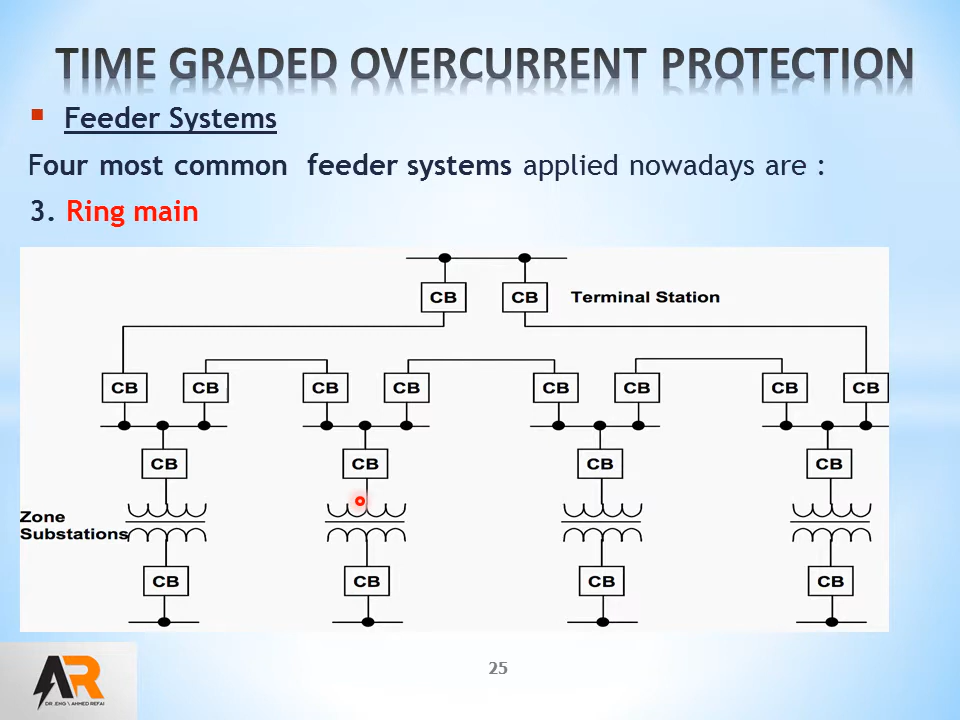 TIME GRADED OVERCURRENT PROTECTION
Feeder Systems
Four most common feeder systems applied nowadays are :
3. Ring main
CB CB Terminal Station
CB CB CB CB CB CB CB CB
CB CB CB CB
Zone
Substations
CB CB CB CB
AR
DR. ENG \ AHMED REFAI
25